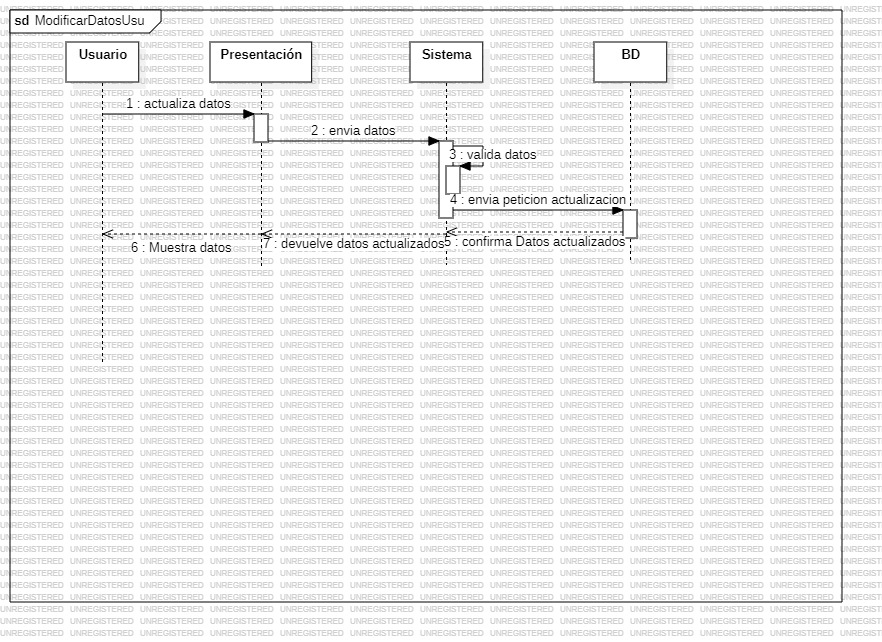 sd ModificarDatosUsu
Usuario
Presentación
Sistema
BD
1 : actualiza datos
2 : envia datos
3 : valida datos
4 : envia peticion actualizacion
5 : confirma Datos actualizados
7 : devuelve datos actualizados
6 : Muestra datos
UNREGISTERED